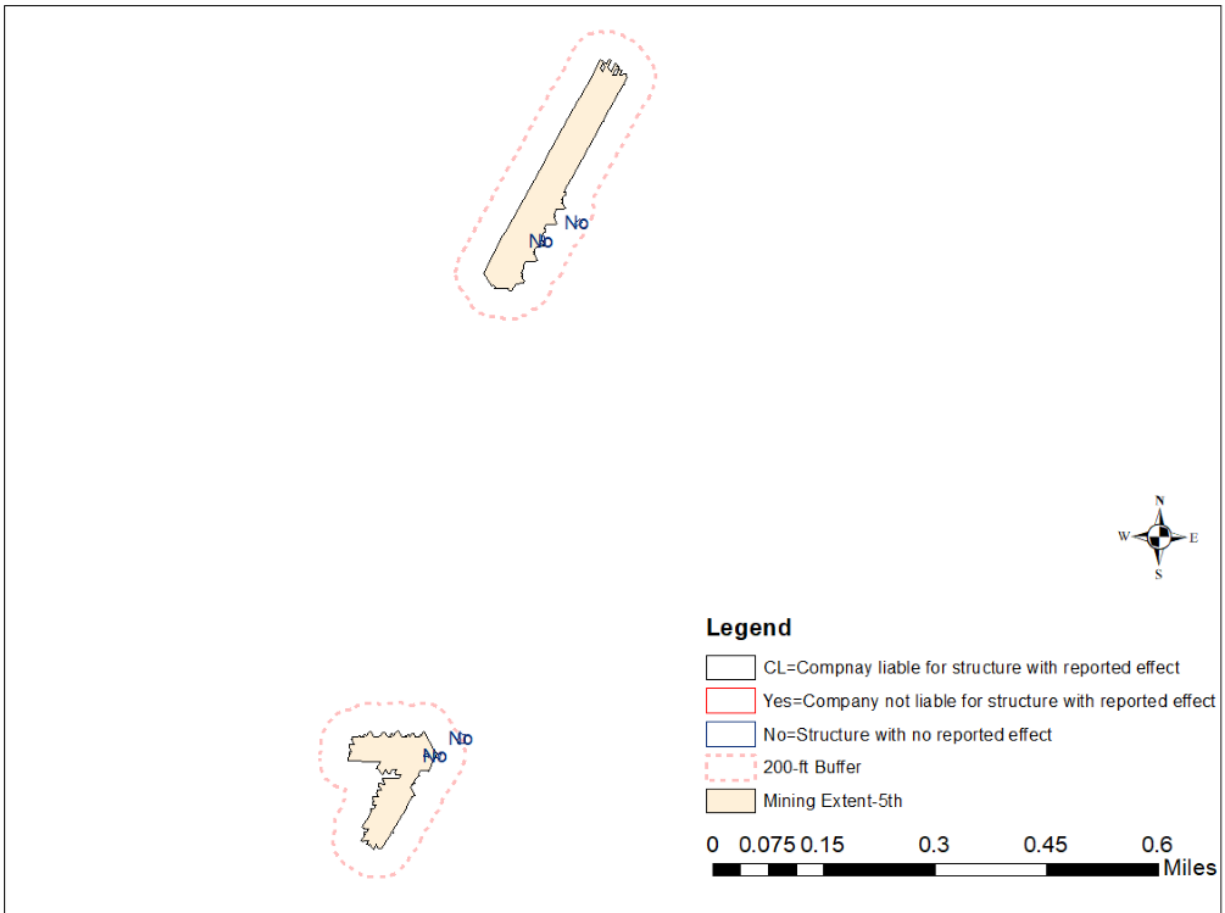 No
No
N
W E
S
Legend
CL=Compnay liable for structure with reported effect
Yes=Company not liable for structure with reported effect
No=Structure with no reported effect
200-ft Buffer
Mining Extent-5th
0 0.075 0.15 0.3 0.45 0.6
Miles
No
No